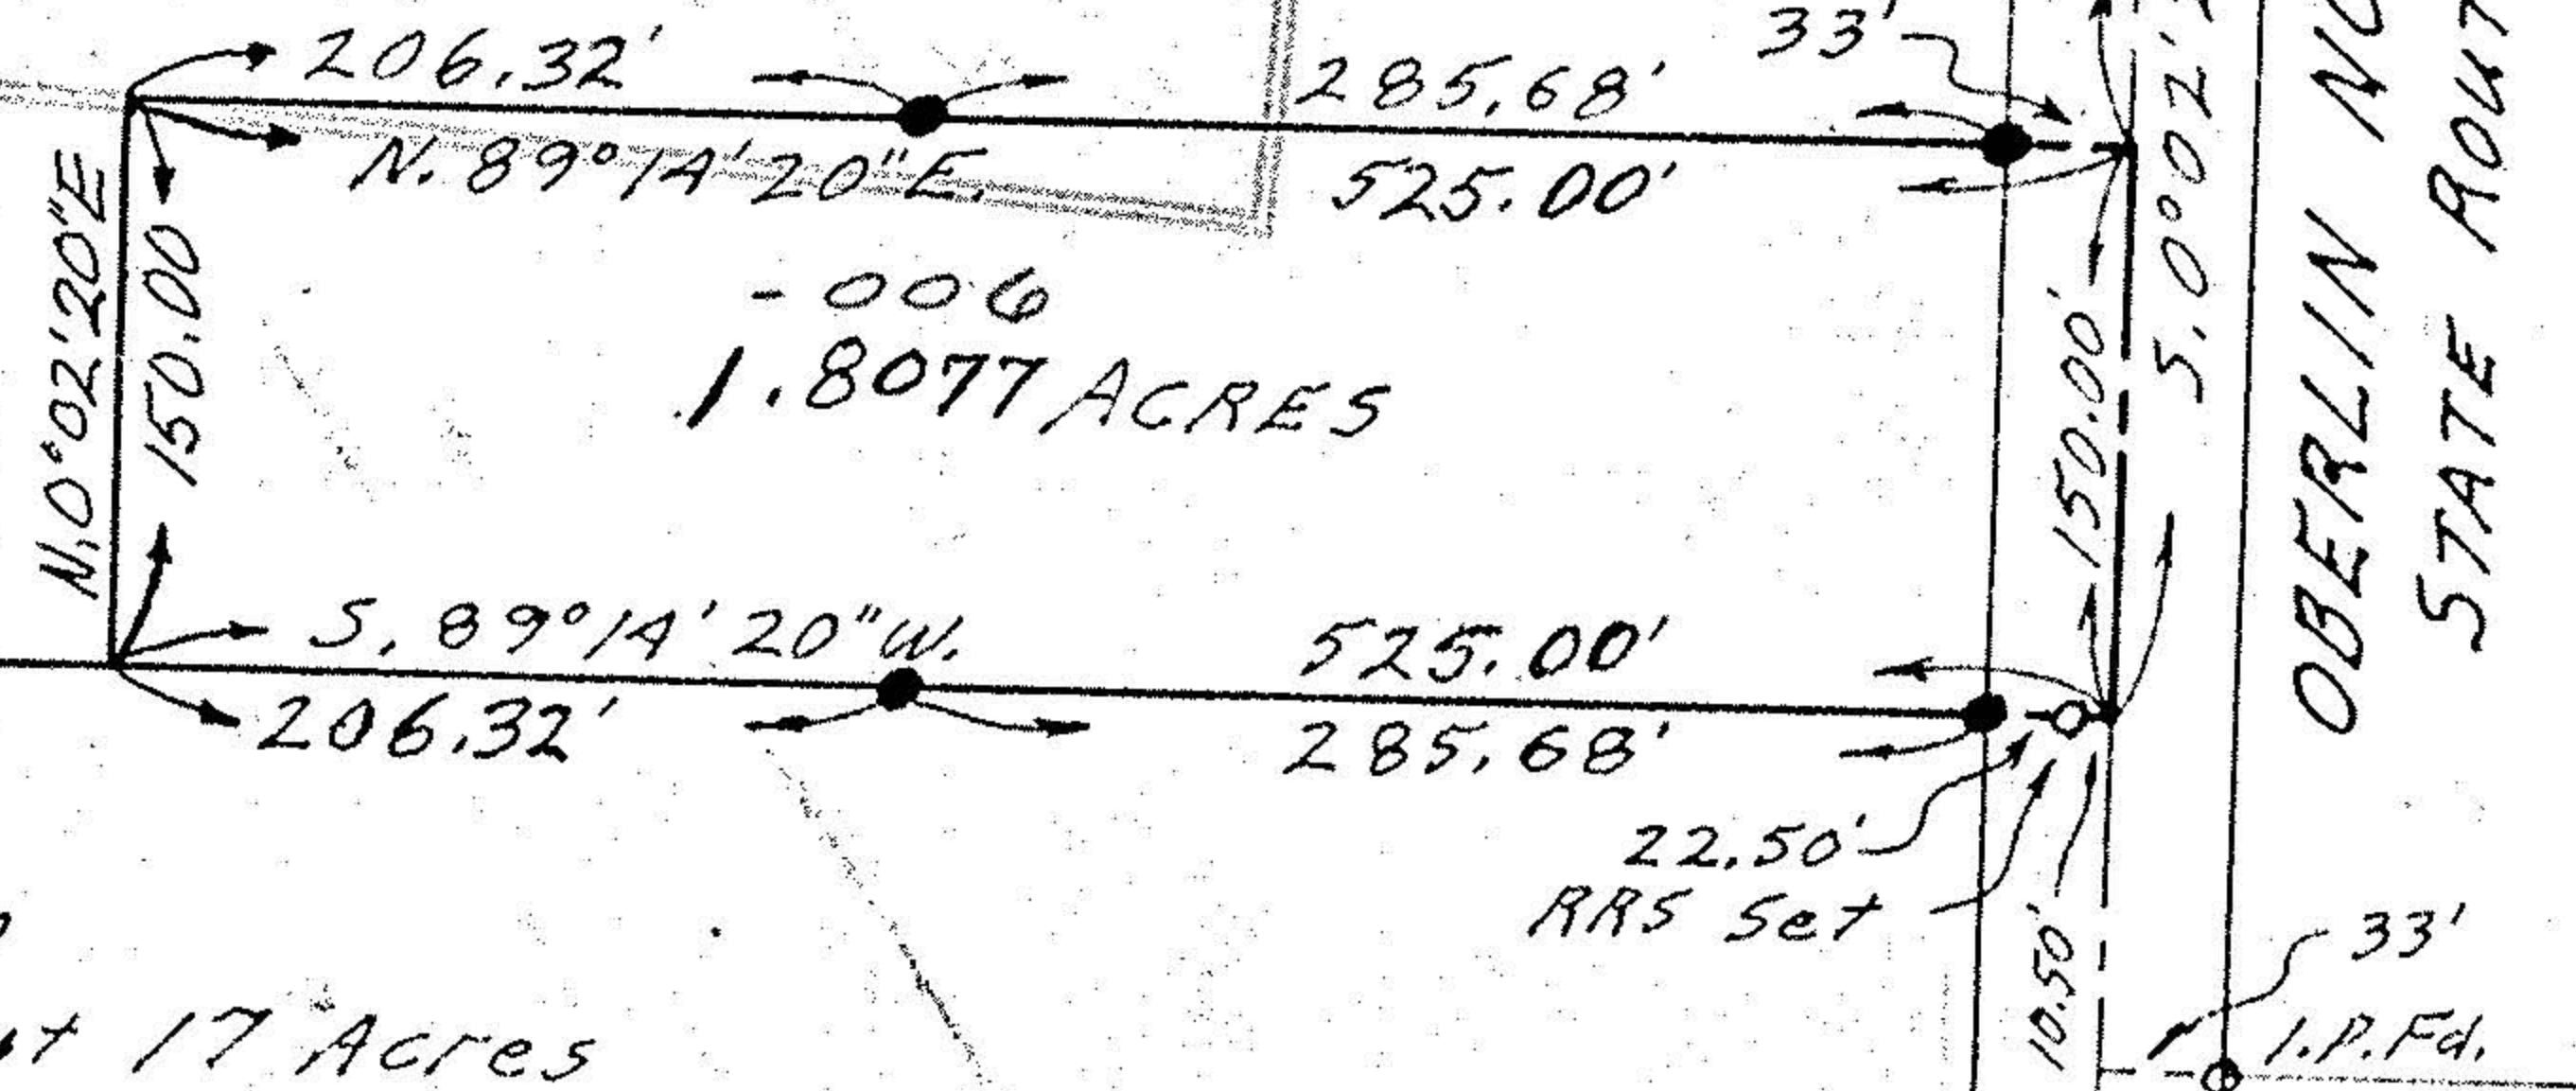 206.32'
285.68'
33'
N. 89°14'20"E.
525.00'
N.0°02'20"E
150.00
-006
1.8077 ACRES
150.00'
S. 0°02'
OBERLIN
STATE
S. 89°14'20"W.
525.00'
206.32'
285.68'
22.50'
RRS Set
10.50'
33'
I.P.Fd.
17 Acres